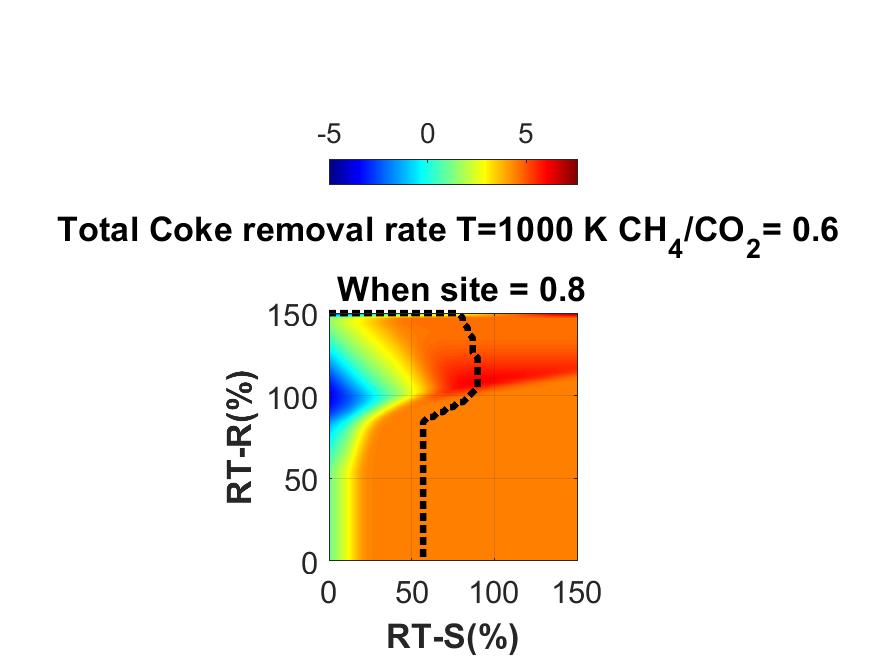 -5 0 5
Total Coke removal rate T=1000 K CH4/CO2= 0.6
When site = 0.8
150
100
50
0
RT-R(%)
0 50 100 150
RT-S(%)